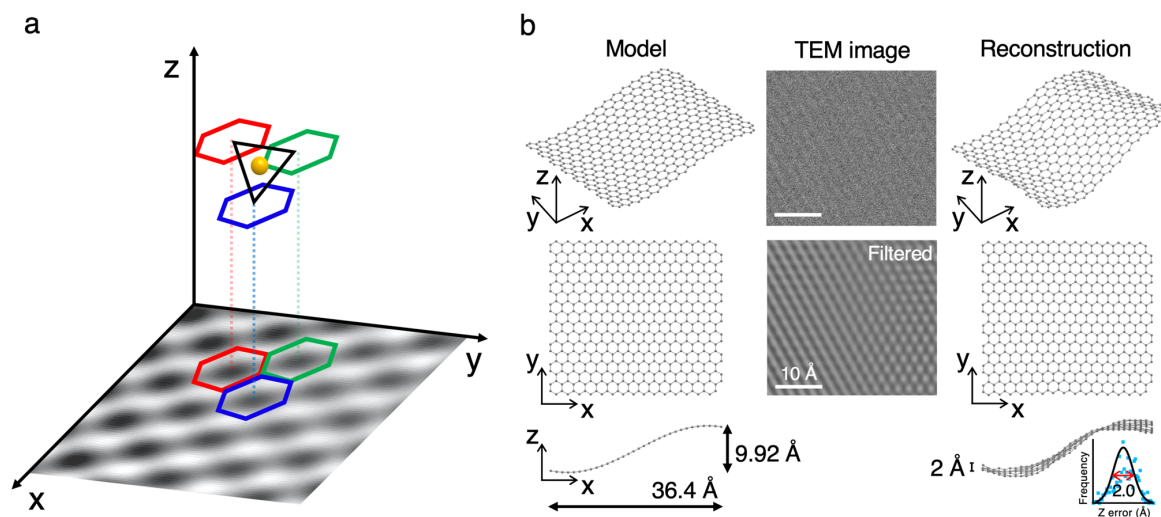 a
z
y
x
b
Model
TEM image
Reconstruction
z
y
x
z
y
x
Filtered
y
x
10 Å
y
x
z
x
9.92 Å
36.4 Å
2 Å
Frequency
2.0
Z error (Å)